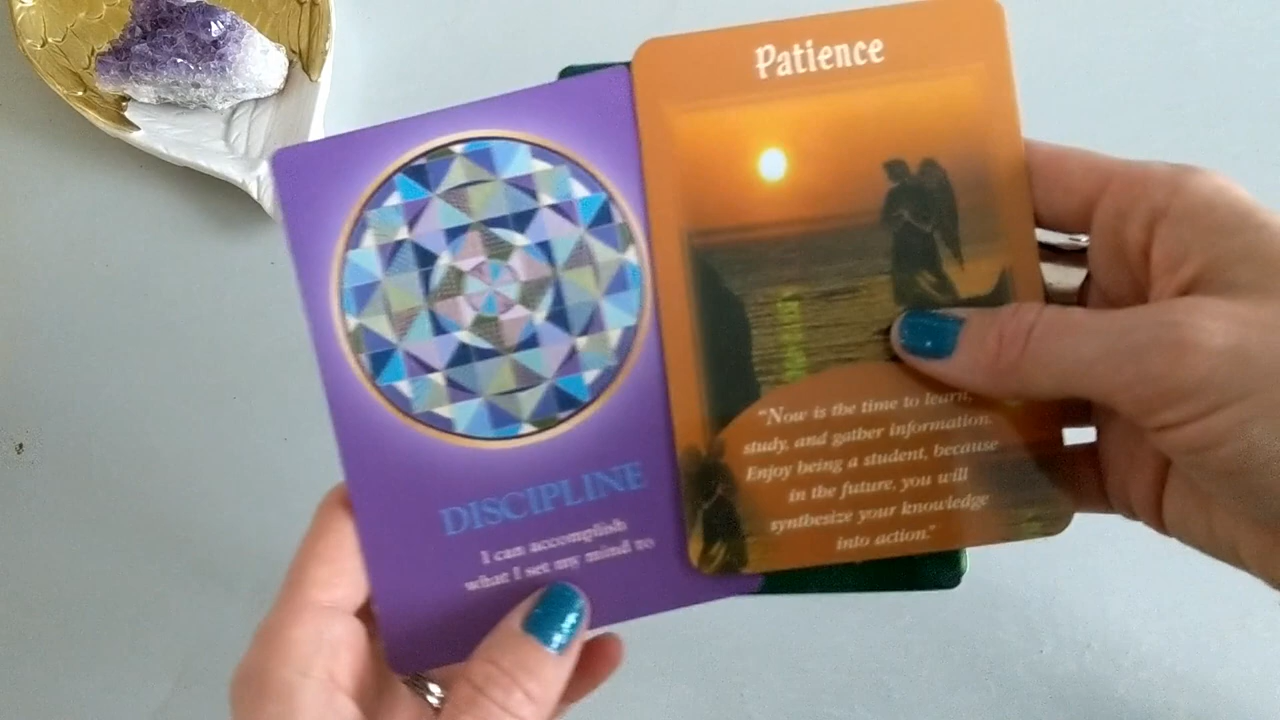 DISCIPLINE
I can accomplish
what I set my mind to
Patience
"Now is the time to learn,
study, and gather information.
Enjoy being a student, because
in the future, you will
synthesize your knowledge
into action."